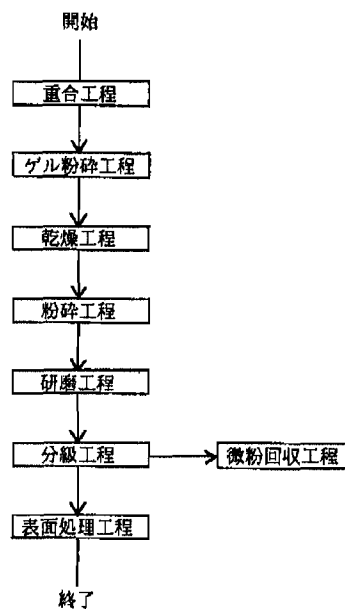 開始
重合工程
ゲル粉砕工程
乾燥工程
粉砕工程
研磨工程
分級工程
微粉回収工程
表面処理工程
終了